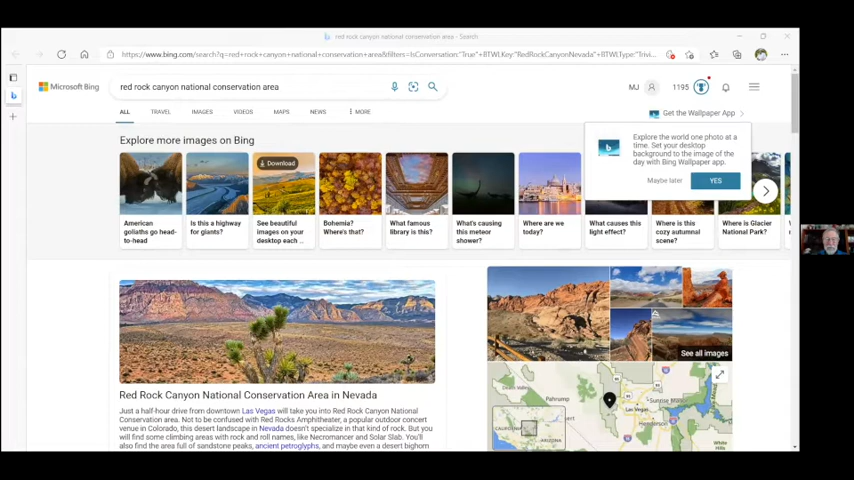 red rock canyon national conservation area - Search
https://www.bing.com/search?q=red+rock+canyon+national+conservation+area&filters=IsConversation:"True"+BTWLKey:"RedRockCanyonNevada"+BTWLType:"Trivi...
Microsoft Bing
red rock canyon national conservation area
MJ
1195
ALL
TRAVEL
IMAGES
VIDEOS
MAPS
NEWS
MORE
Get the Wallpaper App
Explore the world one photo at a
time. Set your desktop
background to the image of the
day with Bing Wallpaper app.
Maybe later
YES
Explore more images on Bing
Download
American
goliaths go head-
to-head
Is this a highway
for giants?
See beautiful
images on your
desktop each ...
Bohemia?
Where's that?
What famous
library is this?
What's causing
this meteor
shower?
Where are we
today?
What causes this
light effect?
Where is this
cozy autumnal
scene?
Where is Glacier
National Park?
See all images
Red Rock Canyon National Conservation Area in Nevada
Just a half-hour drive from downtown Las Vegas will take you into Red Rock Canyon National
Conservation area. Not to be confused with Red Rocks Amphitheater, a popular outdoor concert
venue in Colorado, this desert landscape in Nevada doesn't specialize in that kind of rock. But you
will find some climbing areas with rock and roll names, like Necromancer and Solar Slab. You'll
also find the area full of sandstone peaks, ancient petroglyphs, and maybe even a desert bighorn
Pahrump
Las Vegas
Henderson
Sunrise
ARIZONA
White
Hills